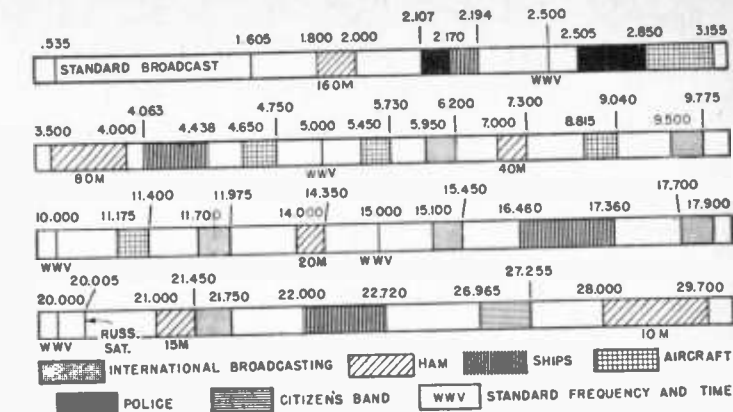 2.107 2.194 2.500 2.850
.535 1.605 1.800 2.000 2.170 2.505 3.155
STANDARD BROADCAST
160M WWV
4.063 4.750 5.730 6.200 7.300 9.040 9.775
3.500 4.000 4.438 4.650 5.000 5.450 5.950 7.000 8.815 9.500
80M WWV 40M
11.400 11.975 14.350 15.450 17.700
10.000 11.175 11.700 14.000 15.000 15.100 16.460 17.360 17.900
WWV 20M WWV
20.005 21.450 27.255
20.000 21.000 21.750 22.000 22.720 26.965 28.000 29.700
WWV RUSS. SAT. 15M 10M
INTERNATIONAL BROADCASTING HAM SHIPS AIRCRAFT
POLICE CITIZEN'S BAND WWV STANDARD FREQUENCY AND TIME